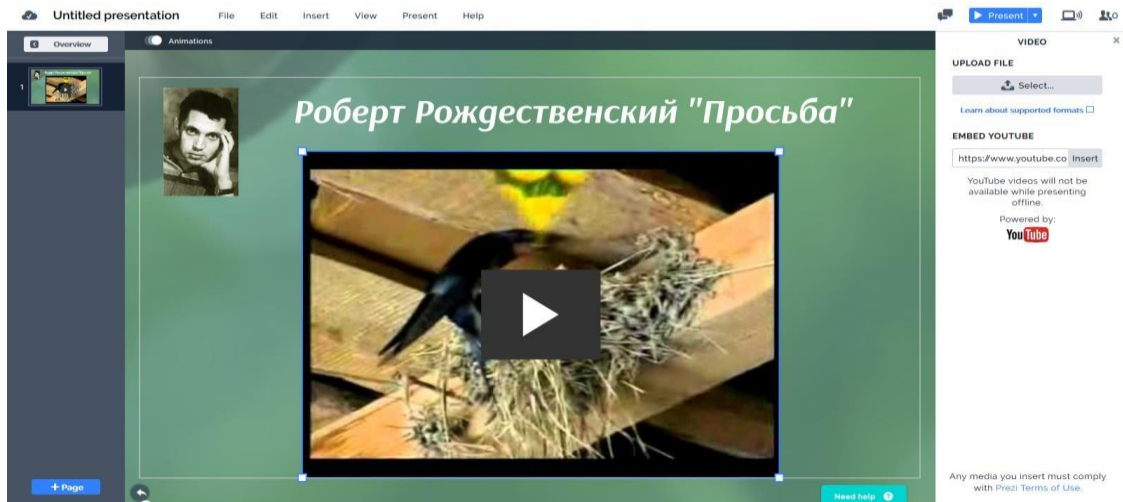 Untitled presentation File Edit Insert View Present Help Present 0
Overview
Animations
VIDEO
UPLOAD FILE
Select...
Learn about supported formats
EMBED YOUTUBE
https://www.youtube.co Insert
YouTube videos will not be
available while presenting
offline.
Powered by:
YouTube
1
Роберт Рождественский "Просьба"
+ Page
Need help ?
Any media you insert must comply
with Prezi Terms of Use.